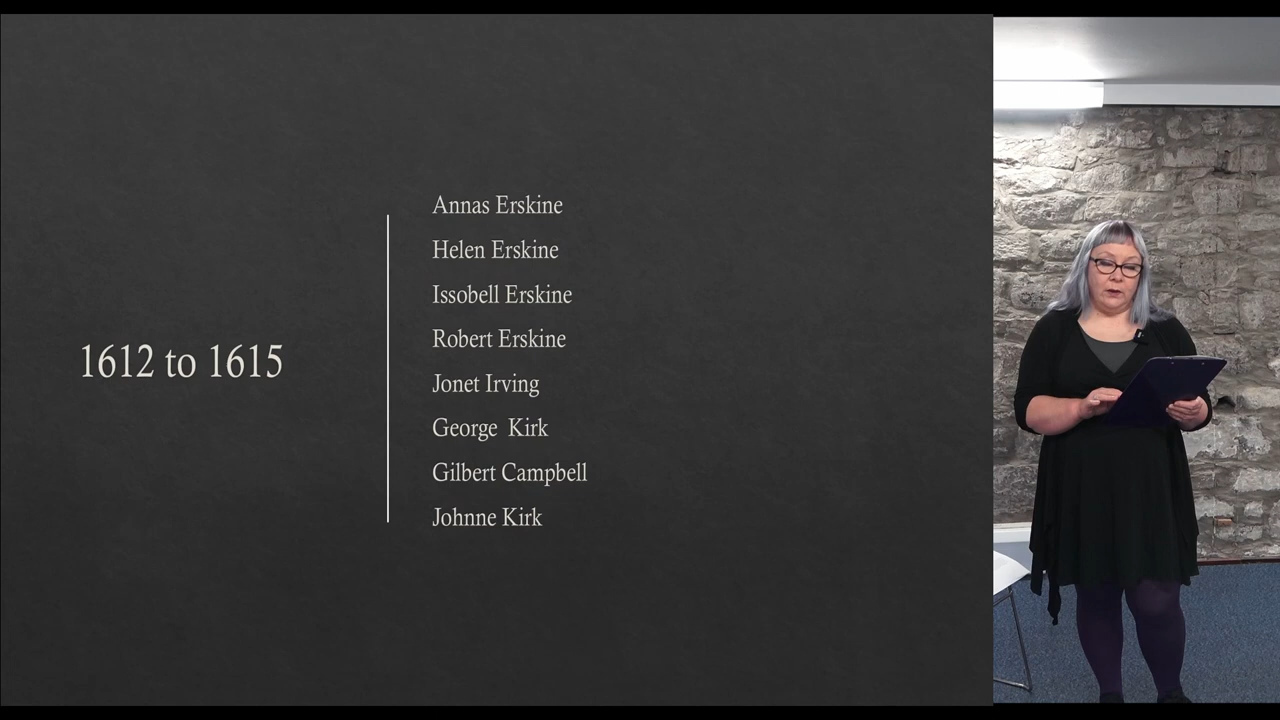 1612 to 1615
Annas Erskine
Helen Erskine
Issobell Erskine
Robert Erskine
Jonet Irving
George  Kirk
Gilbert Campbell
Johnne Kirk